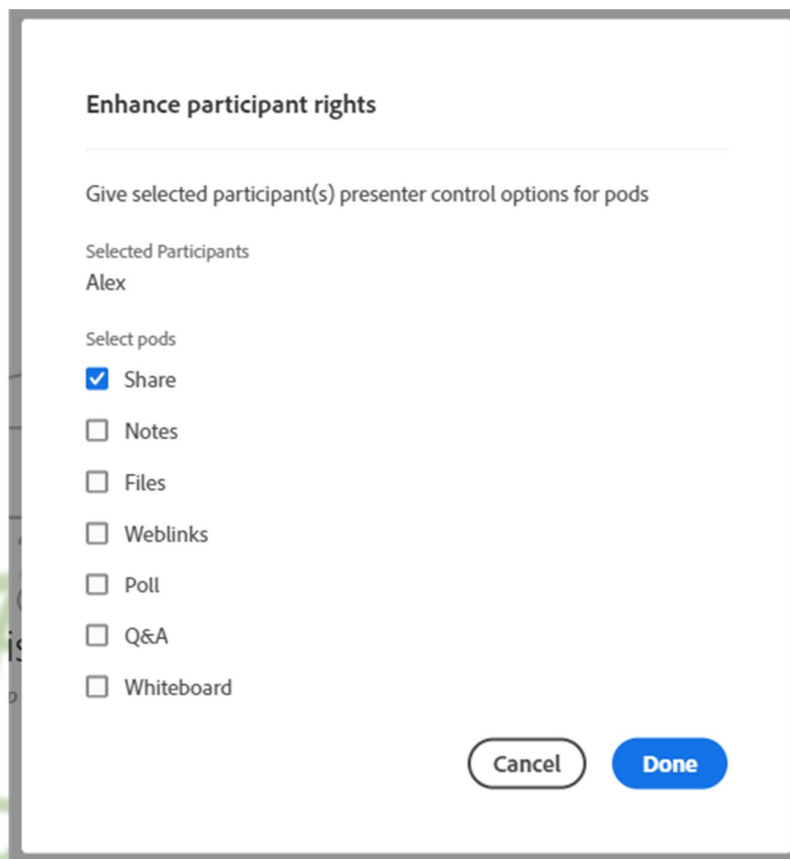 Enhance participant rights
Give selected participant(s) presenter control options for pods
Selected Participants
Alex
Select pods
Share
Notes
Files
Weblinks
Poll
Q&A
Whiteboard
Cancel Done